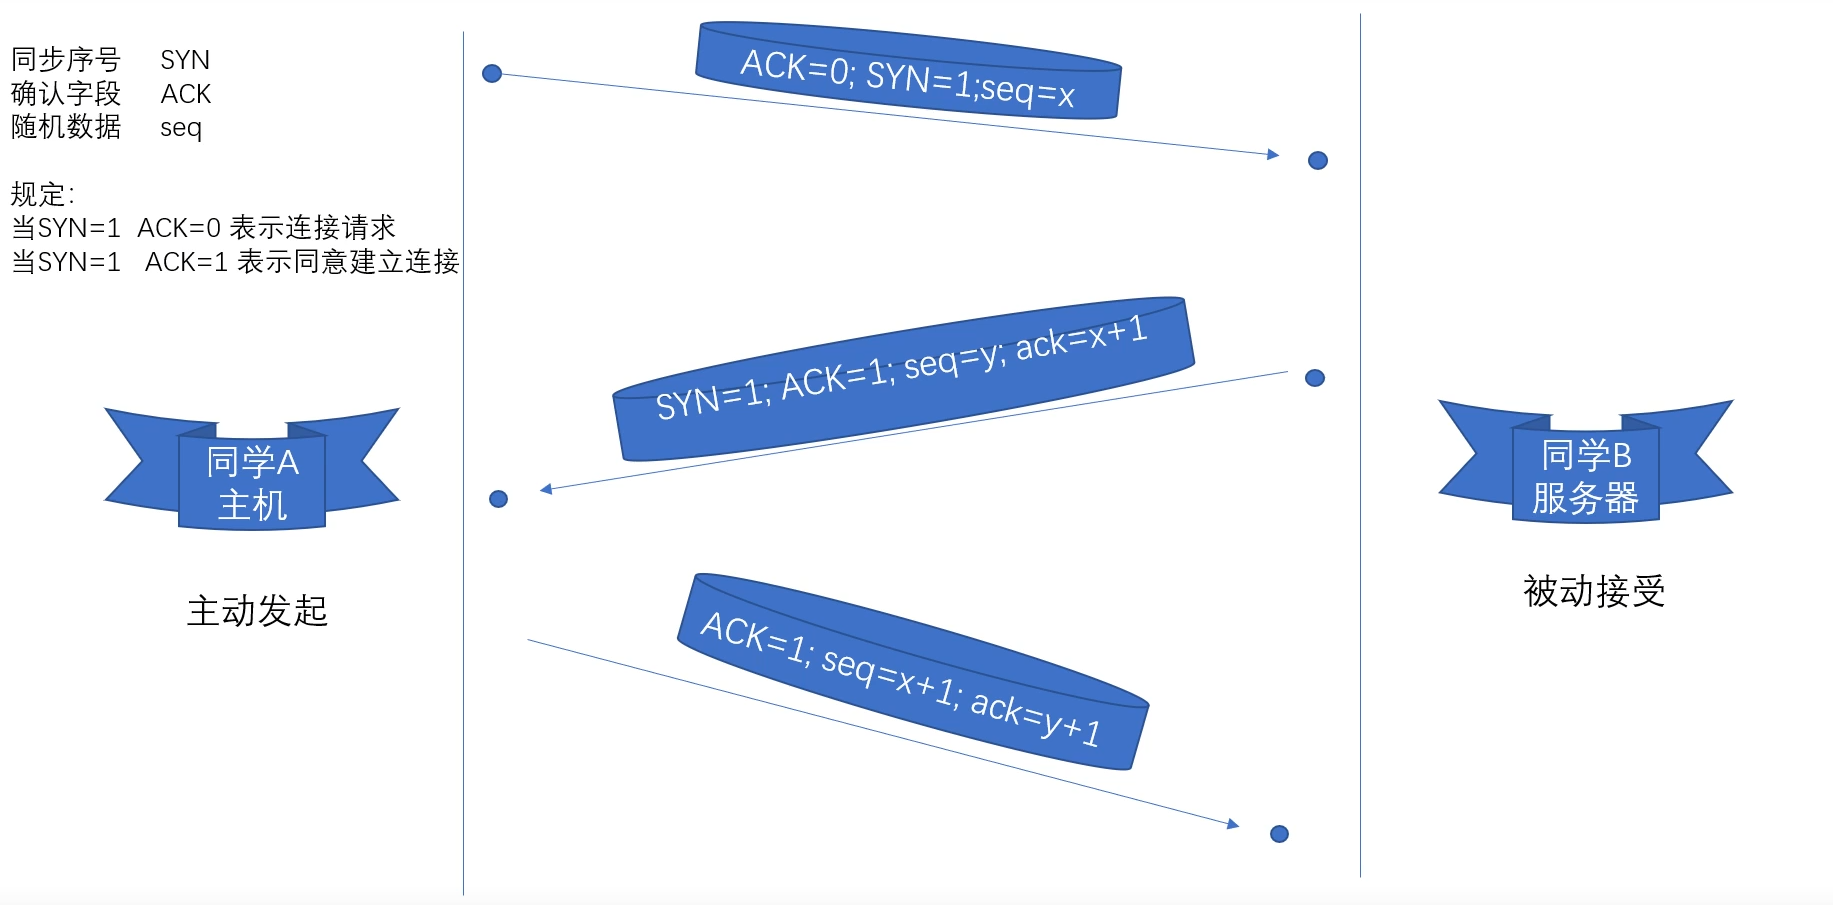 同步序号 SYN
确认字段 ACK
随机数据 seq
规定:
当SYN=1 ACK=0 表示连接请求
当SYN=1 ACK=1 表示同意建立连接
ACK=0; SYN=1;seq=x
SYN=1; ACK=1; seq=y; ack=x+1
ACK=1; seq=x+1; ack=y+1
同学A
主机
主动发起
同学B
服务器
被动接受